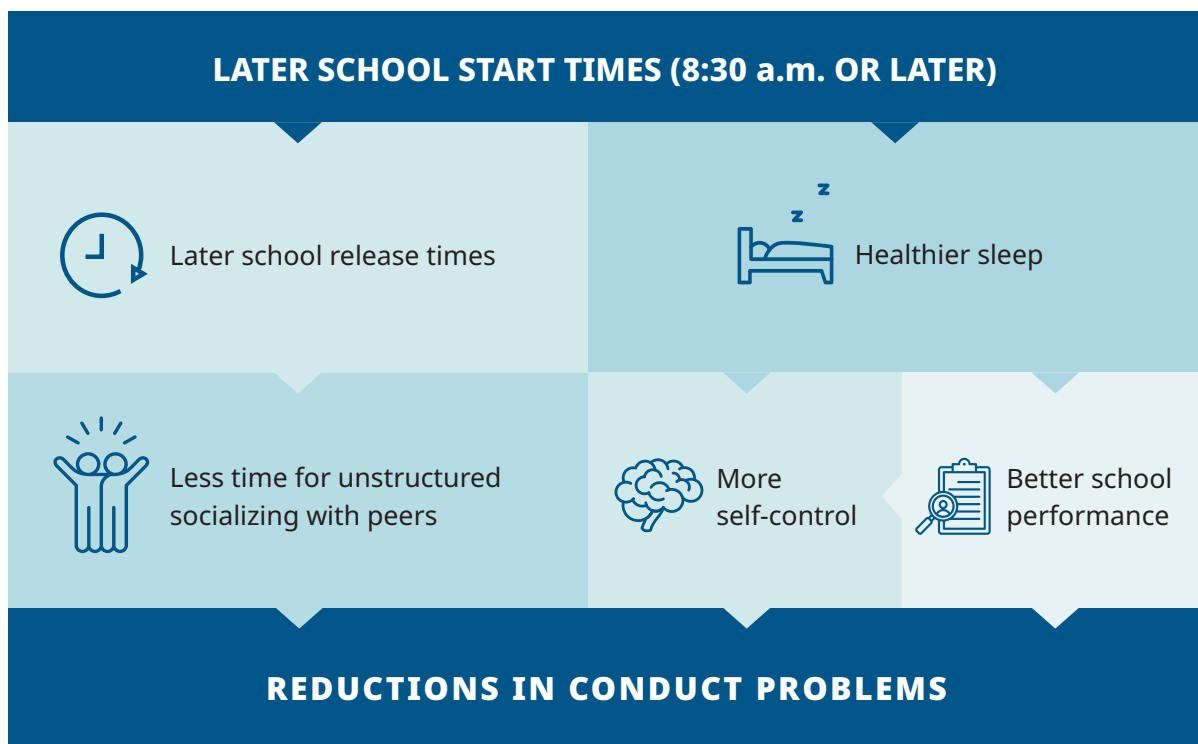 LATER SCHOOL START TIMES (8:30 a.m. OR LATER)
z
z
Later school release times
Healthier sleep
Less time for unstructured
socializing with peers
More
self-control
Better school
performance
REDUCTIONS IN CONDUCT PROBLEMS